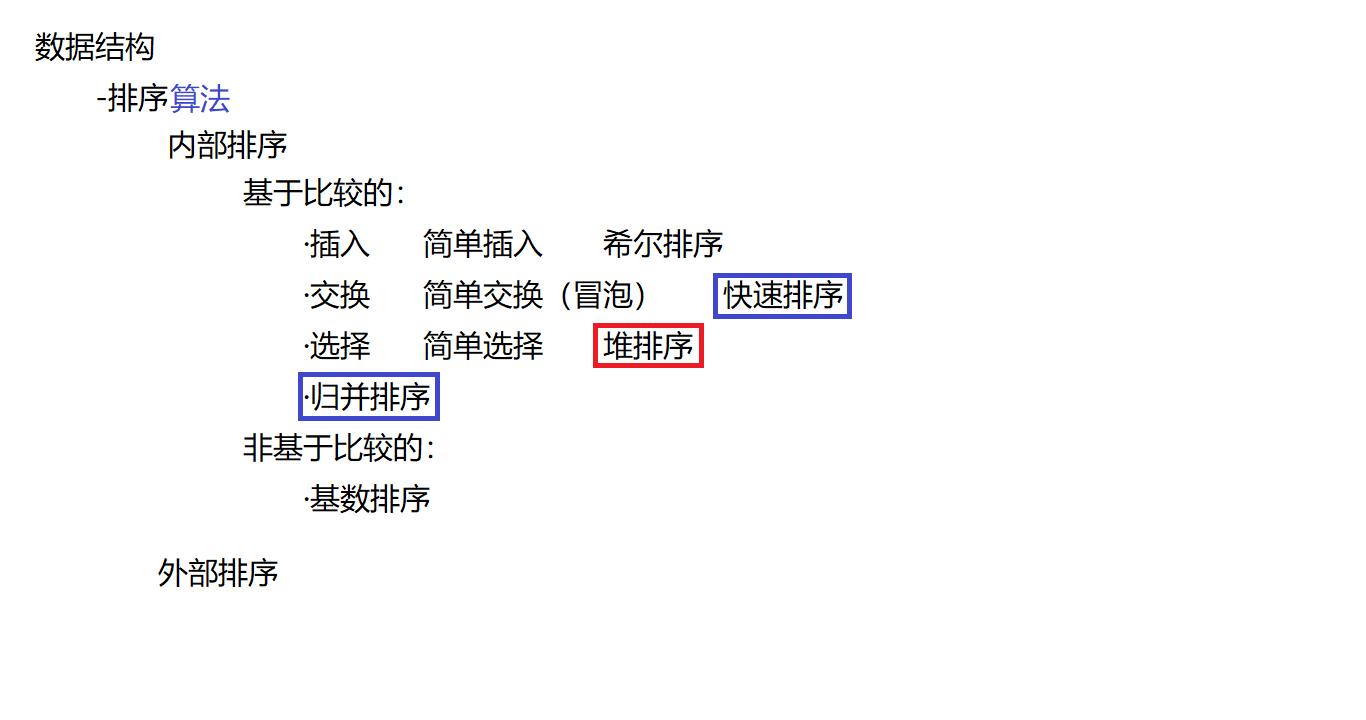 数据结构
-排序算法
内部排序
基于比较的：
·插入 简单插入 希尔排序
·交换 简单交换（冒泡） 快速排序
·选择 简单选择 堆排序
·归并排序
非基于比较的：
·基数排序
外部排序